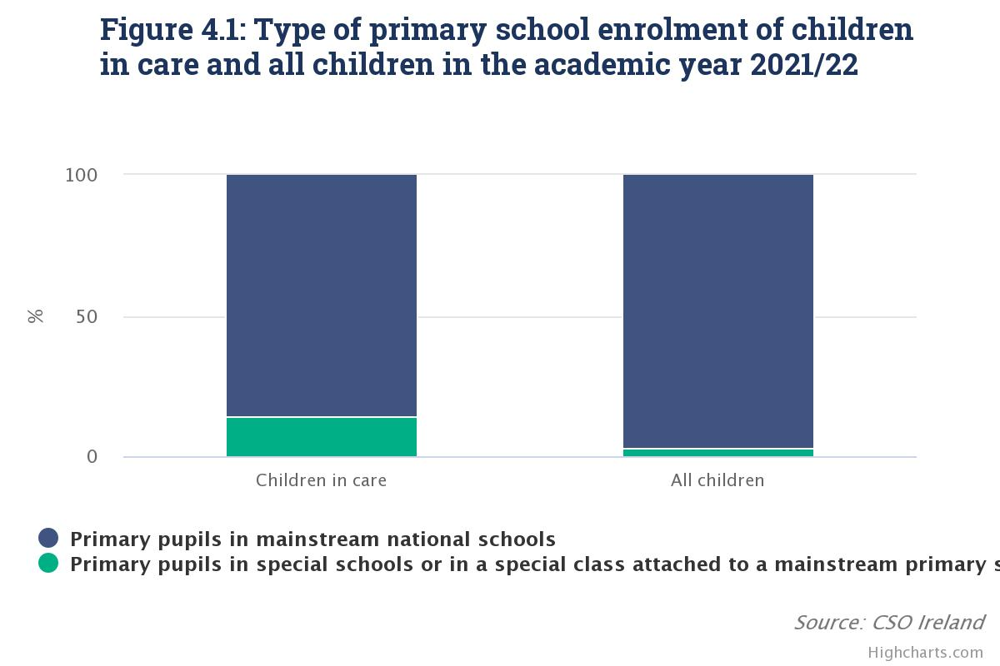 Figure 4.1: Type of primary school enrolment of children
in care and all children in the academic year 2021/22
100
%
50
0
Children in care
All children
Primary pupils in mainstream national schools
Primary pupils in special schools or in a special class attached to a mainstream primary s
Source: CSO Ireland
Highcharts.com